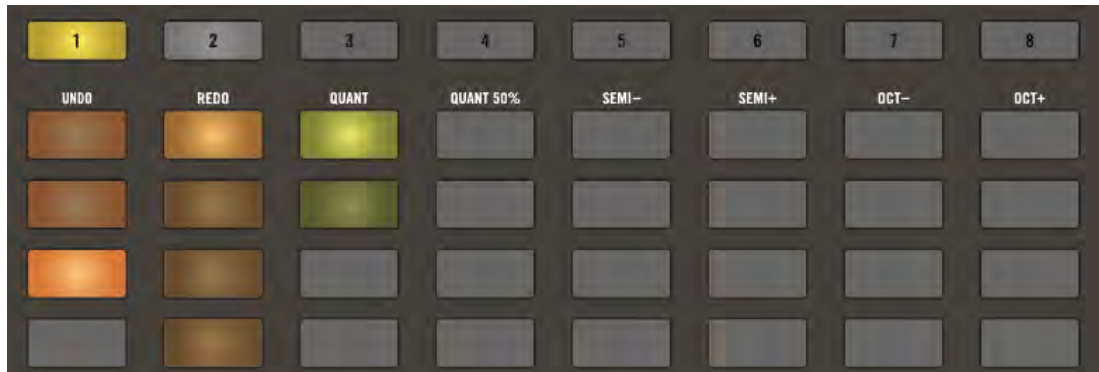 1 2 3 4 5 6 7 8
UNDO REDO QUANT QUANT 50% SEMI– SEMI+ OCT– OCT+